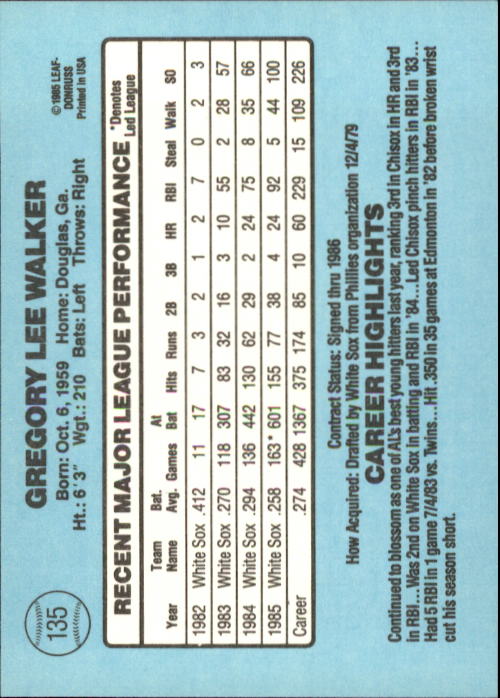 135
GREGORY LEE WALKER
Born: Oct. 6, 1959 Home: Douglas, Ga.
Ht.: 6'3" Wgt.: 210 Bats: Left Throws: Right
©1985 LEAF-
DONRUSS
Printed in USA
RECENT MAJOR LEAGUE PERFORMANCE *Denotes
Led League
Year Team Name Bat. Avg. Games At Bat Hits Runs 2B 3B HR RBI Steal Walk SO
1982 White Sox .412 11 17 7 3 2 1 2 7 0 2 3
1983 White Sox .270 118 307 83 32 16 3 10 55 2 28 57
1984 White Sox .294 136 442 130 62 29 2 24 75 8 35 66
1985 White Sox .258 163* 601 155 77 38 4 24 92 5 44 100
Career .274 428 1367 375 174 85 10 60 229 15 109 226
Contract Status: Signed thru 1986
How Acquired: Drafted by White Sox from Phillies organization 12/4/79
CAREER HIGHLIGHTS
Continued to blossom as one of AL's best young hitters last year, ranking 3rd in Chisox in HR and 3rd
in RBI...Was 2nd on White Sox in batting and RBI in '84...Led Chisox pinch hitters in RBI in '83...
Had 5 RBI in 1 game 7/4/83 vs. Twins...Hit .350 in 35 games at Edmonton in '82 before broken wrist
cut his season short.